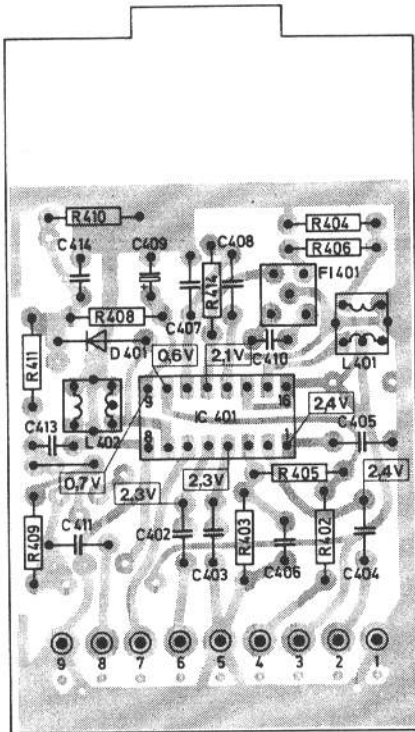 R410
R404
C414
C409
C408
R406
R414
FI401
R408
C407
R411
D401
0,6V
2,1V
C410
L401
9
16
IC 401
2,4V
C413
L402
8
1
C405
0,7V
2,3V
2,3V
R405
2,4V
R409
C411
C402
C403
R403
C406
R402
C404
9
8
7
6
5
4
3
2
1